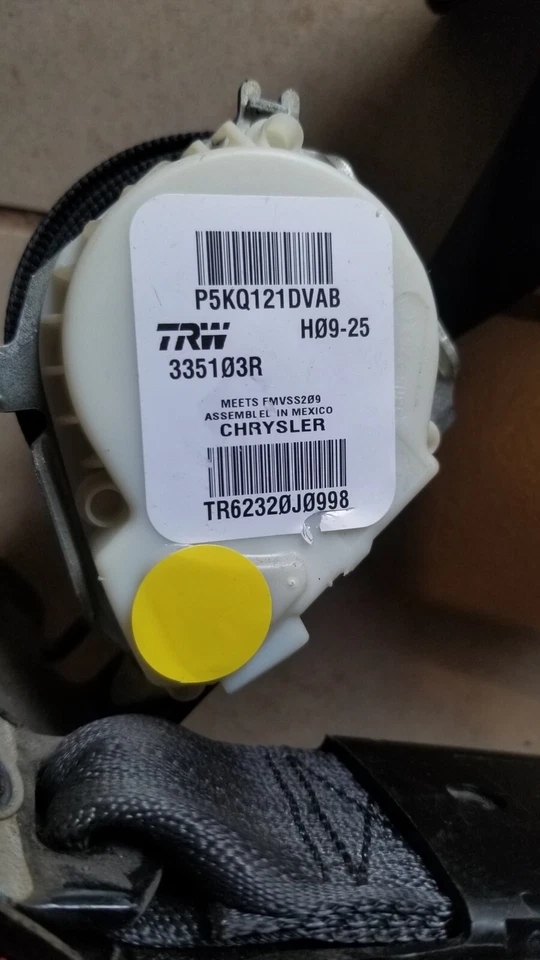 P5KQ121DVAB
TRW H09-25
335103R
MEETS FMVSS209
ASSEMBLED IN MEXICO
CHRYSLER
TR62320J0998